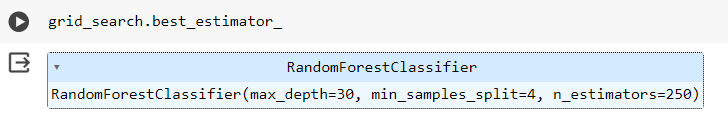 grid_search.best_estimator_
RandomForestClassifier
RandomForestClassifier(max_depth=30, min_samples_split=4, n_estimators=250)